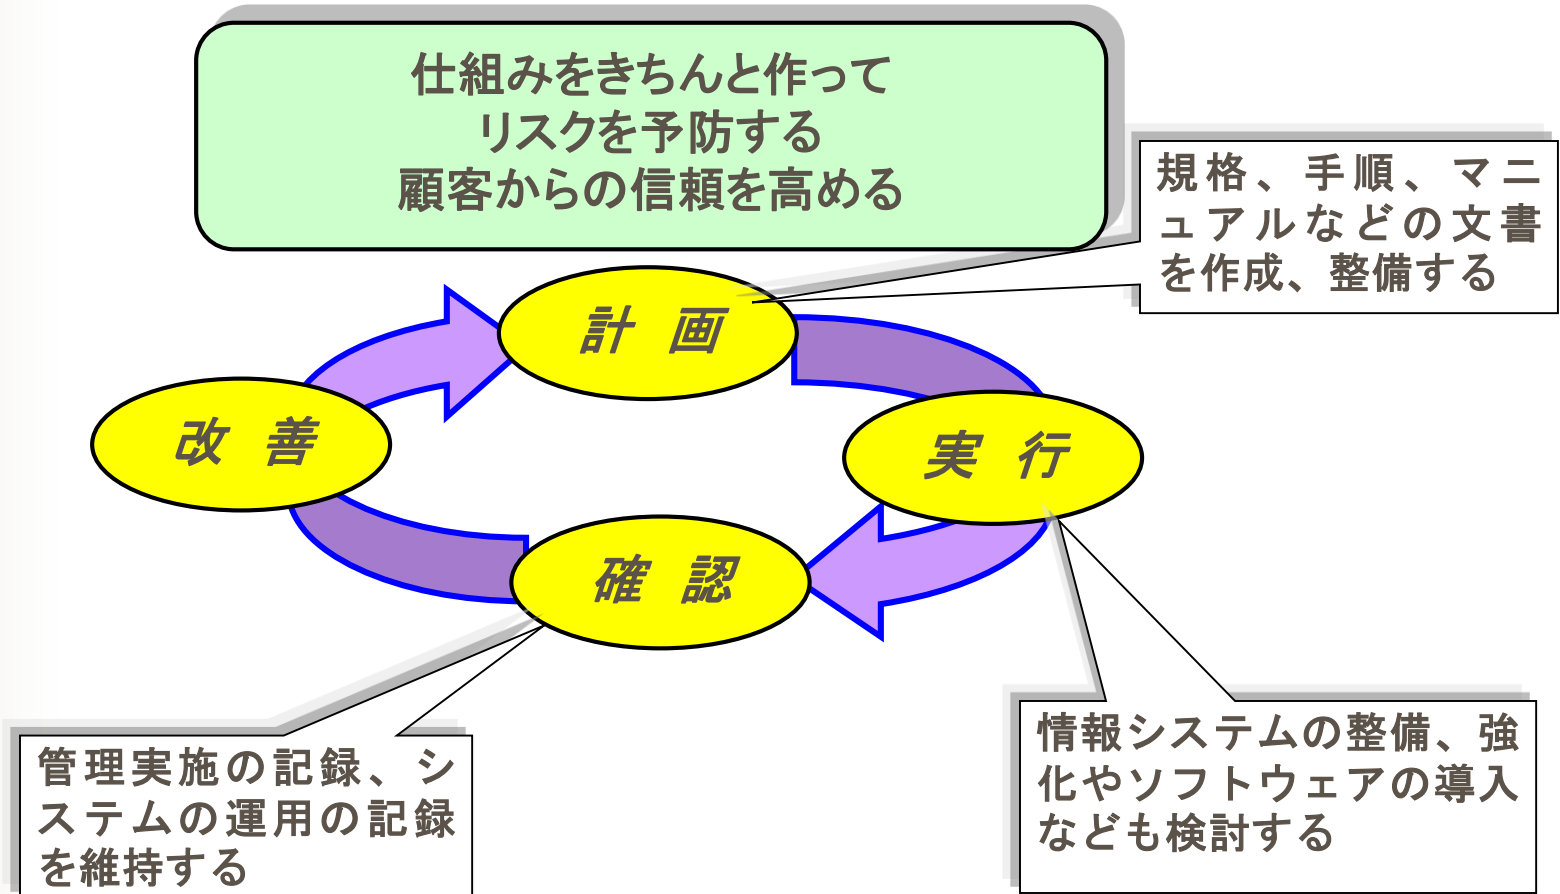 仕組みをきちんと作って
リスクを予防する
顧客からの信頼を高める
規格、手順、マニ
ュアルなどの文書
を作成、整備する
計 画
改 善
実 行
確 認
管理実施の記録、シ
ステムの運用の記録
を維持する
情報システムの整備、強
化やソフトウェアの導入
なども検討する